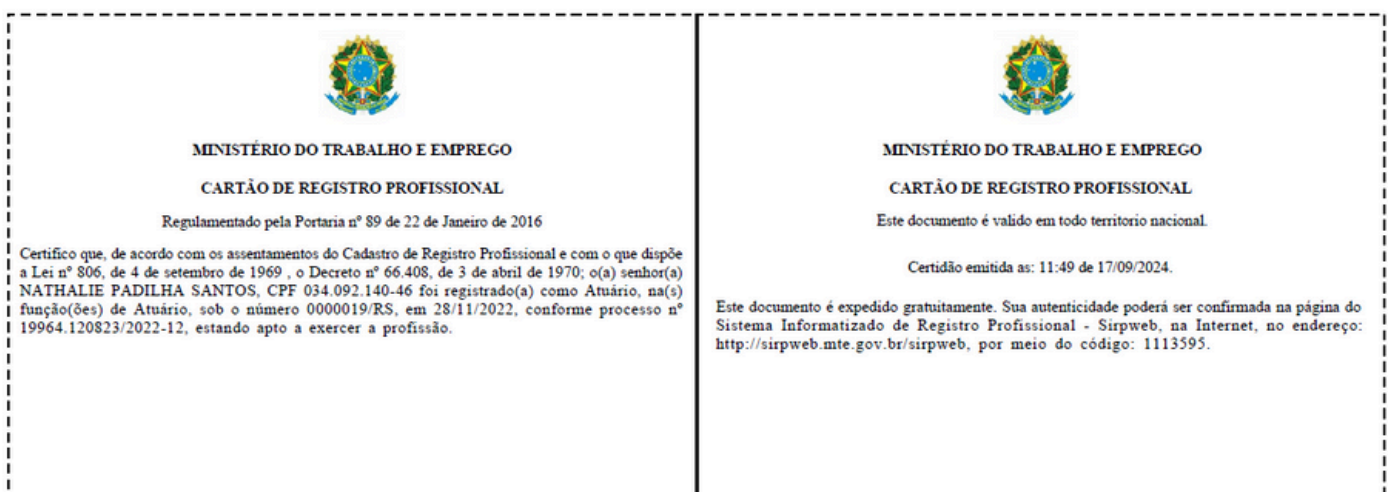 MINISTÉRIO DO TRABALHO E EMPREGO
CARTÃO DE REGISTRO PROFISSIONAL
Regulamentado pela Portaria nº 89 de 22 de Janeiro de 2016
Certifico que, de acordo com os assentamentos do Cadastro de Registro Profissional e com o que dispõe
a Lei nº 806, de 4 de setembro de 1969 , o Decreto nº 66.408, de 3 de abril de 1970; o(a) senhor(a)
NATHALIE PADILHA SANTOS, CPF 034.092.140-46 foi registrado(a) como Atuário, na(s)
função(ões) de Atuário, sob o número 0000019/RS, em 28/11/2022, conforme processo nº
19964.120823/2022-12, estando apto a exercer a profissão.
MINISTÉRIO DO TRABALHO E EMPREGO
CARTÃO DE REGISTRO PROFISSIONAL
Este documento é valido em todo territorio nacional.
Certidão emitida as: 11:49 de 17/09/2024.
Este documento é expedido gratuitamente. Sua autenticidade poderá ser confirmada na página do
Sistema Informatizado de Registro Profissional - Sirpweb, na Internet, no endereço:
http://sirpweb.mte.gov.br/sirpweb, por meio do código: 1113595.